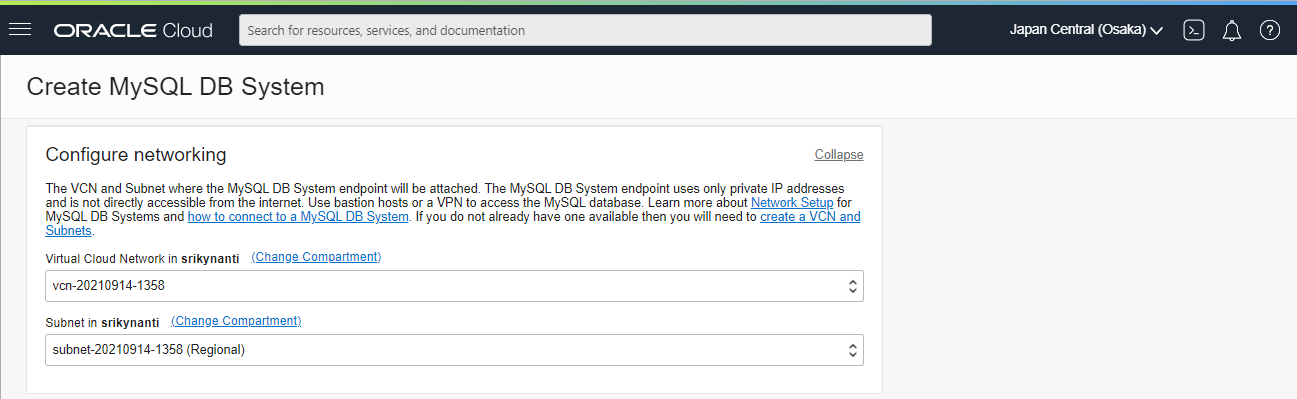 ORACLE Cloud
Search for resources, services, and documentation
Japan Central (Osaka)
Create MySQL DB System
Configure networking
Collapse
The VCN and Subnet where the MySQL DB System endpoint will be attached. The MySQL DB System endpoint uses only private IP addresses
and is not directly accessible from the internet. Use bastion hosts or a VPN to access the MySQL database. Learn more about Network Setup for
MySQL DB Systems and how to connect to a MySQL DB System. If you do not already have one available then you will need to create a VCN and
Subnets.
Virtual Cloud Network in srikynanti (Change Compartment)
vcn-20210914-1358
Subnet in srikynanti (Change Compartment)
subnet-20210914-1358 (Regional)